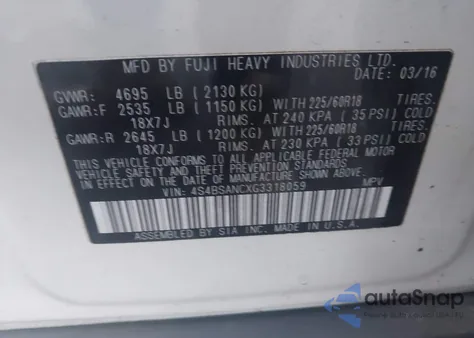 MFD BY FUJI HEAVY INDUSTRIES LTD.
DATE: 03/16
GVWR: 4695 LB (2130 KG)
GAWR:F 2535 LB (1150 KG) WITH 225/60R18 TIRES,
18X7J RIMS, AT 240 KPA ( 35 PSI) COLD
GAWR:R 2645 LB (1200 KG) WITH 225/60R18 TIRES,
18X7J RIMS, AT 230 KPA ( 33 PSI) COLD
THIS VEHICLE CONFORMS TO ALL APPLICABLE FEDERAL MOTOR
VEHICLE SAFETY, BUMPER, AND THEFT PREVENTION STANDARDS
IN EFFECT ON THE DATE OF MANUFACTURE SHOWN ABOVE.
VIN: 4S4BSANCXG3318059 MPV
ASSEMBLED BY SIA INC. MADE IN U.S.A.
autoSnap